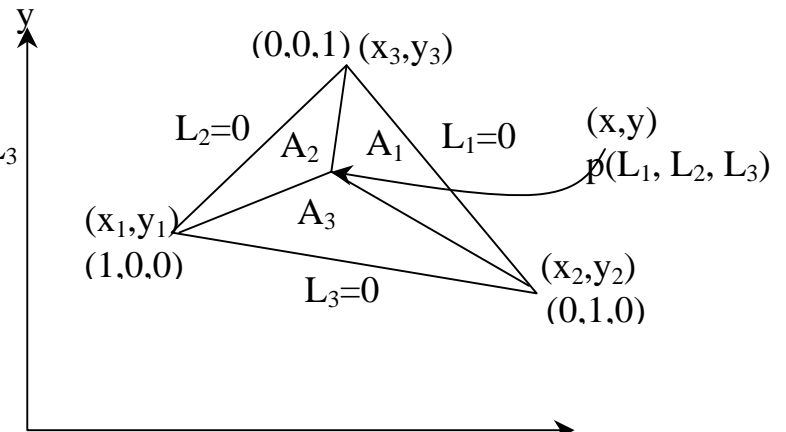 y
(0,0,1) (x₃,y₃)
L₂=0
A₂
A₁
L₁=0
(x,y)
p(L₁, L₂, L₃)
L₃
(x₁,y₁)
A₃
(1,0,0)
(x₂,y₂)
L₃=0
(0,1,0)